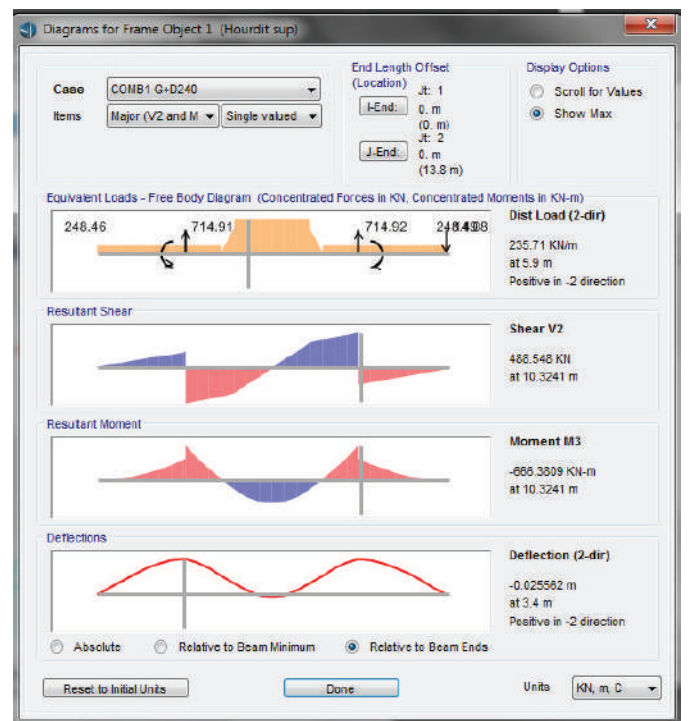 Diagrams for Frame Object 1 (Hourdit sup)
Case COMB1 G+D240
Items Major (V2 and M Single valued
End Length Offset
(Location)
Jt: 1
I-End: 0. m
(0. m)
Jt: 2
J-End: 0. m
(13.8 m)
Display Options
Scroll for Values
Show Max
Equivalent Loads - Free Body Diagram (Concentrated Forces in KN, Concentrated Moments in KN-m)
248.46 714.91 714.92
Dist Load (2-dir)
235.71 KN/m
at 5.9 m
Positive in -2 direction
Resultant Shear
Shear V2
488.548 KN
at 10.3241 m
Resultant Moment
Moment M3
-666.3809 KN-m
at 10.3241 m
Deflections
Deflection (2-dir)
-0.025562 m
at 3.4 m
Positive in -2 direction
Absolute Relative to Beam Minimum Relative to Beam Ends
Reset to Initial Units Done Units KN, m, C